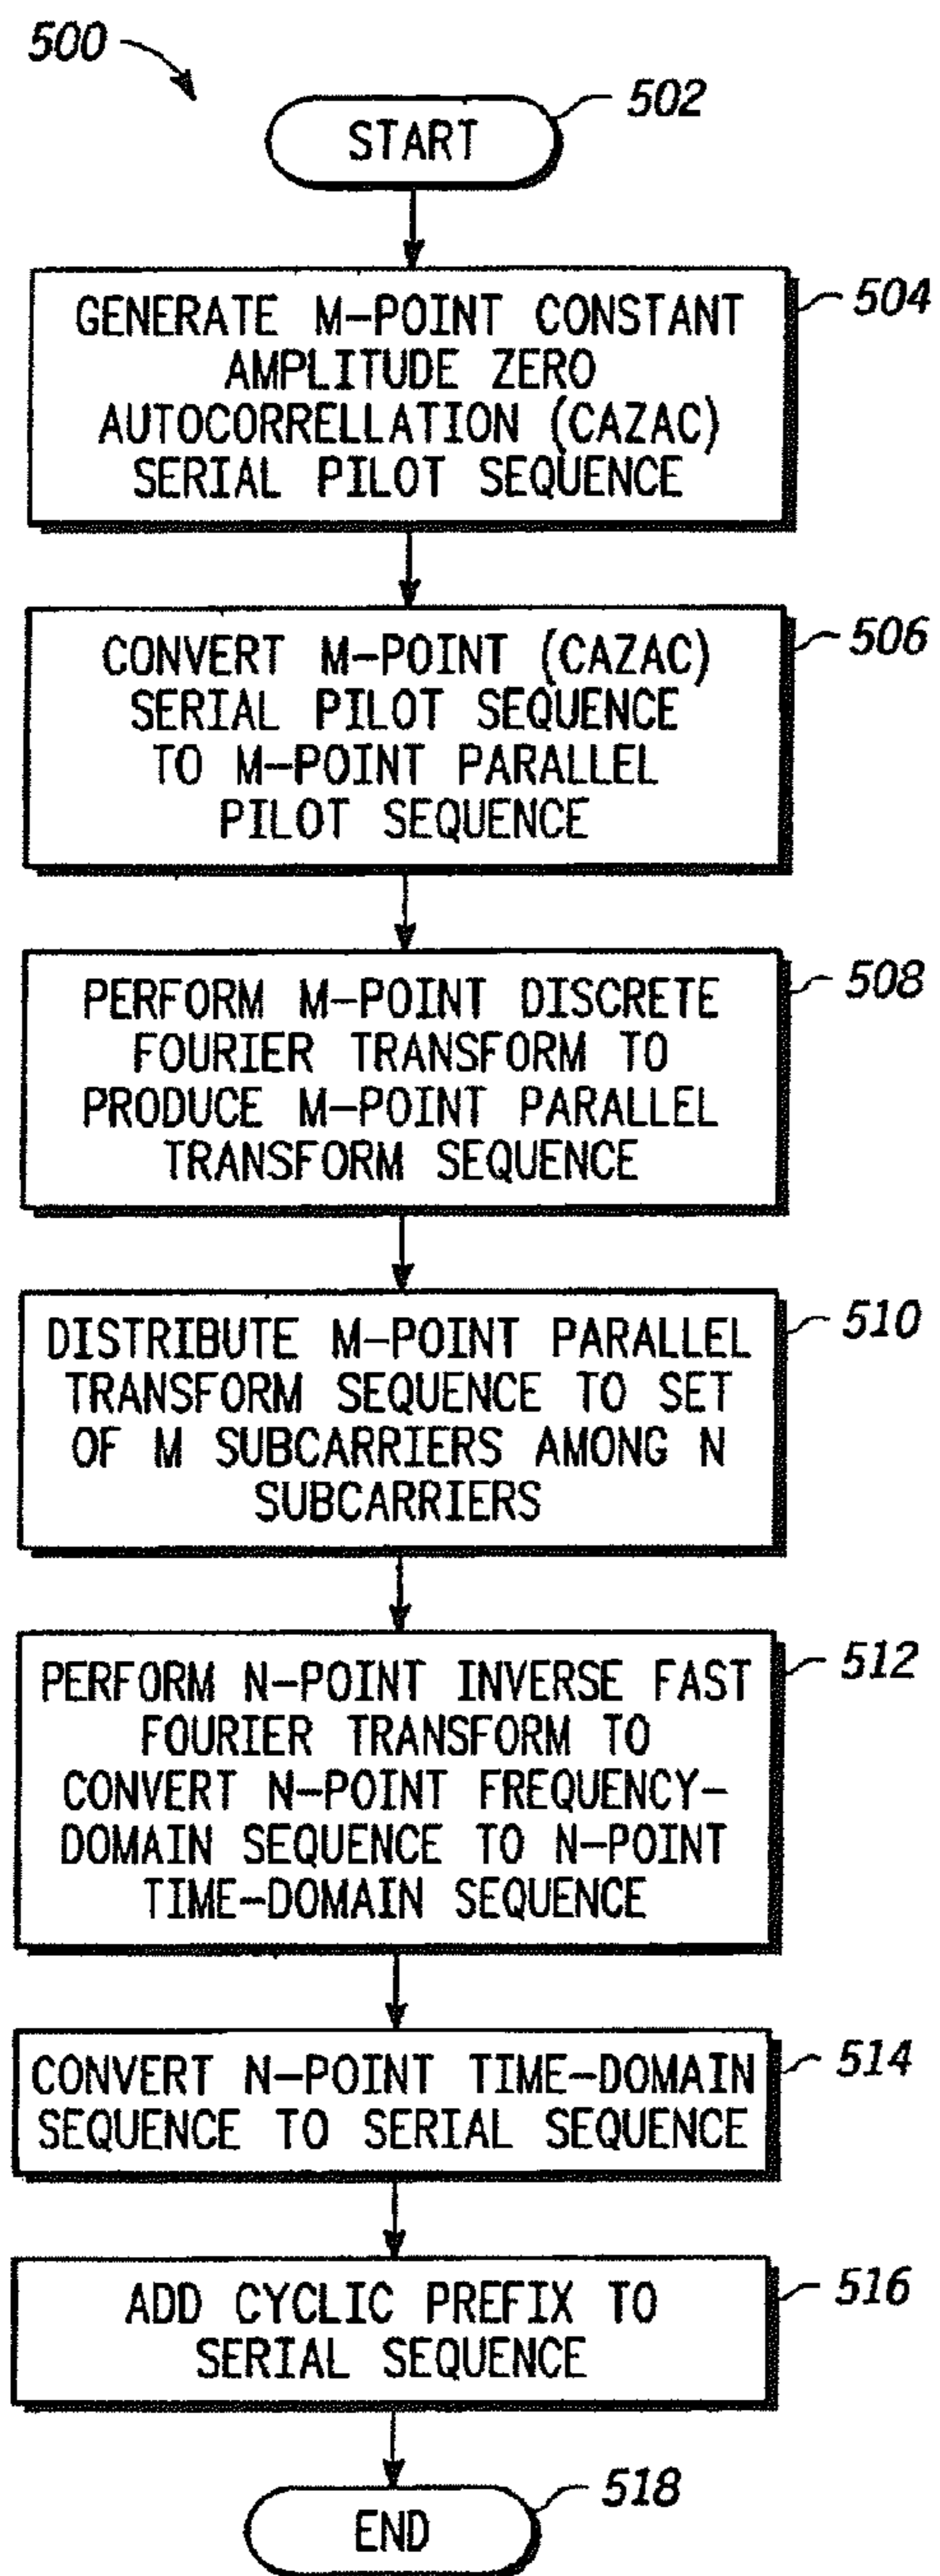 500
START
502
GENERATE M-POINT CONSTANT
AMPLITUDE ZERO
AUTOCORRELLATION (CAZAC)
SERIAL PILOT SEQUENCE
504
CONVERT M-POINT (CAZAC)
SERIAL PILOT SEQUENCE
TO M-POINT PARALLEL
PILOT SEQUENCE
506
PERFORM M-POINT DISCRETE
FOURIER TRANSFORM TO
PRODUCE M-POINT PARALLEL
TRANSFORM SEQUENCE
508
DISTRIBUTE M-POINT PARALLEL
TRANSFORM SEQUENCE TO SET
OF M SUBCARRIERS AMONG N
SUBCARRIERS
510
PERFORM N-POINT INVERSE FAST
FOURIER TRANSFORM TO
CONVERT N-POINT FREQUENCY-
DOMAIN SEQUENCE TO N-POINT
TIME-DOMAIN SEQUENCE
512
CONVERT N-POINT TIME-DOMAIN
SEQUENCE TO SERIAL SEQUENCE
514
ADD CYCLIC PREFIX TO
SERIAL SEQUENCE
516
END
518